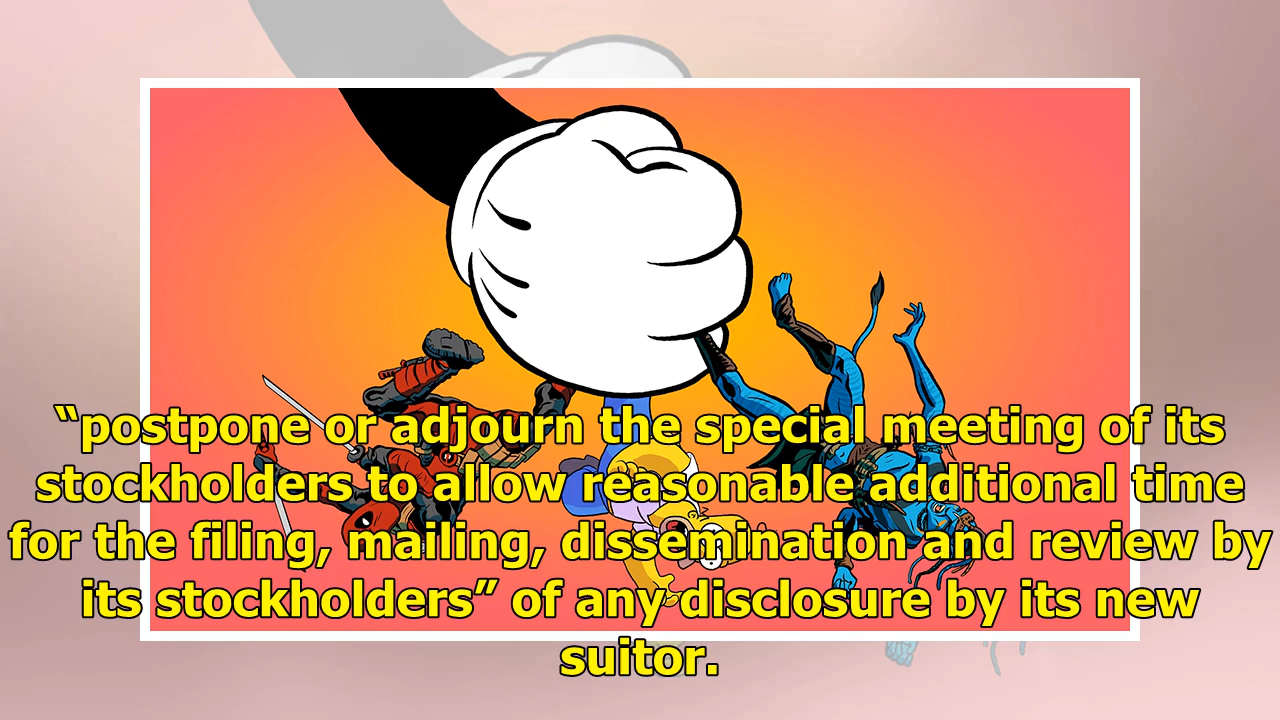 “postpone or adjourn the special meeting of its
stockholders to allow reasonable additional time
for the filing, mailing, dissemination and review by
its stockholders” of any disclosure by its new
suitor.